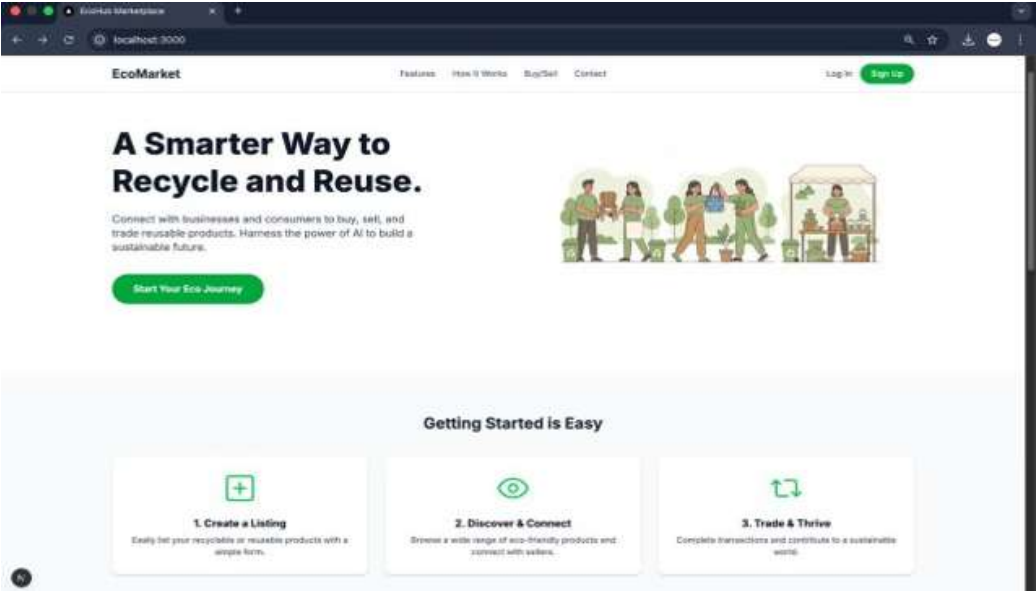 EcoHub Marketplace
localhost:3000
EcoMarket
Features How It Works Buy/Sell Contact
Log In Sign Up
A Smarter Way to
Recycle and Reuse.
Connect with businesses and consumers to buy, sell, and
trade reusable products. Harness the power of AI to build a
sustainable future.
Start Your Eco Journey
Getting Started is Easy
1. Create a Listing
Easily list your recyclable or reusable products with a
simple form.
2. Discover & Connect
Browse a wide range of eco-friendly products and
connect with sellers.
3. Trade & Thrive
Complete transactions and contribute to a sustainable
world.
N